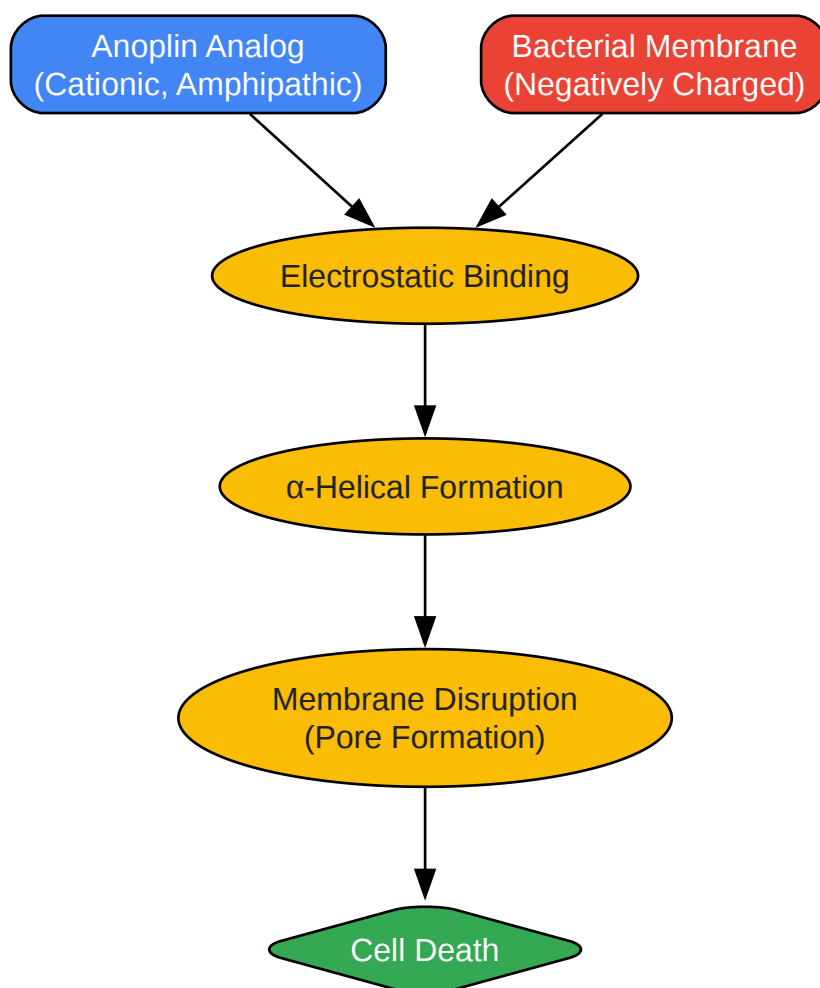 Anoplin Analog
(Cationic, Amphipathic)
Bacterial Membrane
(Negatively Charged)
Electrostatic Binding
α-Helical Formation
Membrane Disruption
(Pore Formation)
Cell Death